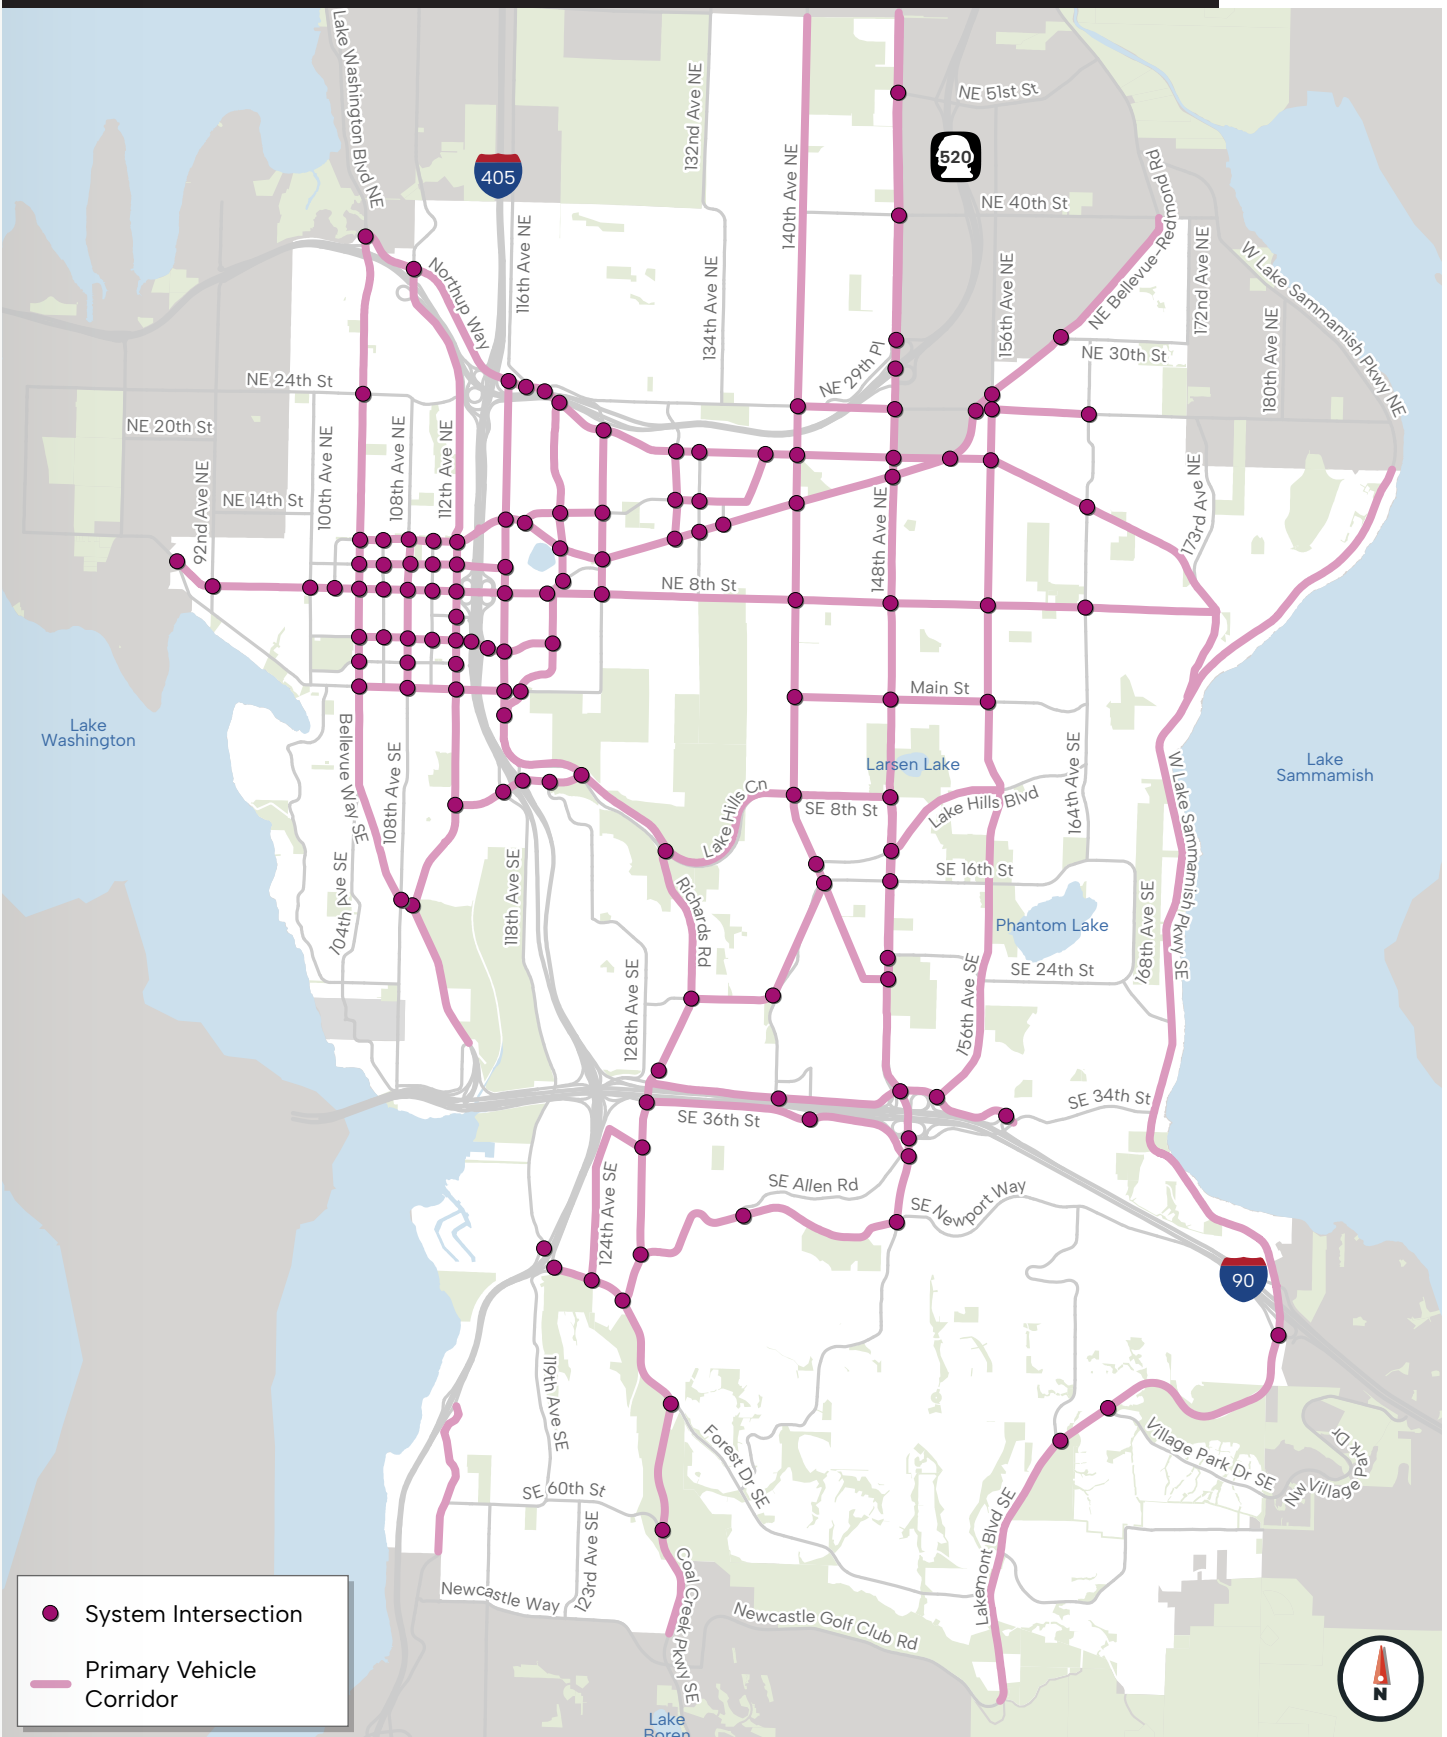 Lake Washington Blvd NE
132nd Ave NE
NE 51st St
520
405
140th Ave NE
NE Bellevue-Redmond Rd
NE 40th St
116th Ave NE
Northup Way
134th Ave NE
156th Ave NE
172nd Ave NE
W Lake Sammamish Pkwy NE
180th Ave NE
NE 29th Pl
NE 30th St
NE 24th St
NE 20th St
92nd Ave NE
NE 14th St
100th Ave NE
108th Ave NE
112th Ave NE
148th Ave NE
173rd Ave NE
NE 8th St
Main St
Lake
Washington
Bellevue Way SE
108th Ave SE
104th Ave SE
118th Ave SE
Larsen Lake
Lake Hills Cn
SE 8th St
Lake Hills Blvd
164th Ave SE
W Lake Sammamish Pkwy SE
Lake
Sammamish
SE 16th St
Richards Rd
Phantom Lake
168th Ave SE
128th Ave SE
SE 24th St
156th Ave SE
SE 34th St
SE 36th St
124th Ave SE
SE Allen Rd
SE Newport Way
90
119th Ave SE
Forest Dr SE
Village Park Dr SE
Nw Village Park Dr
SE 60th St
123rd Ave SE
Lakemont Blvd SE
Newcastle Way
Coal Creek Pkwy SE
Newcastle Golf Club Rd
System Intersection
Primary Vehicle
Corridor
Lake
Boren
N